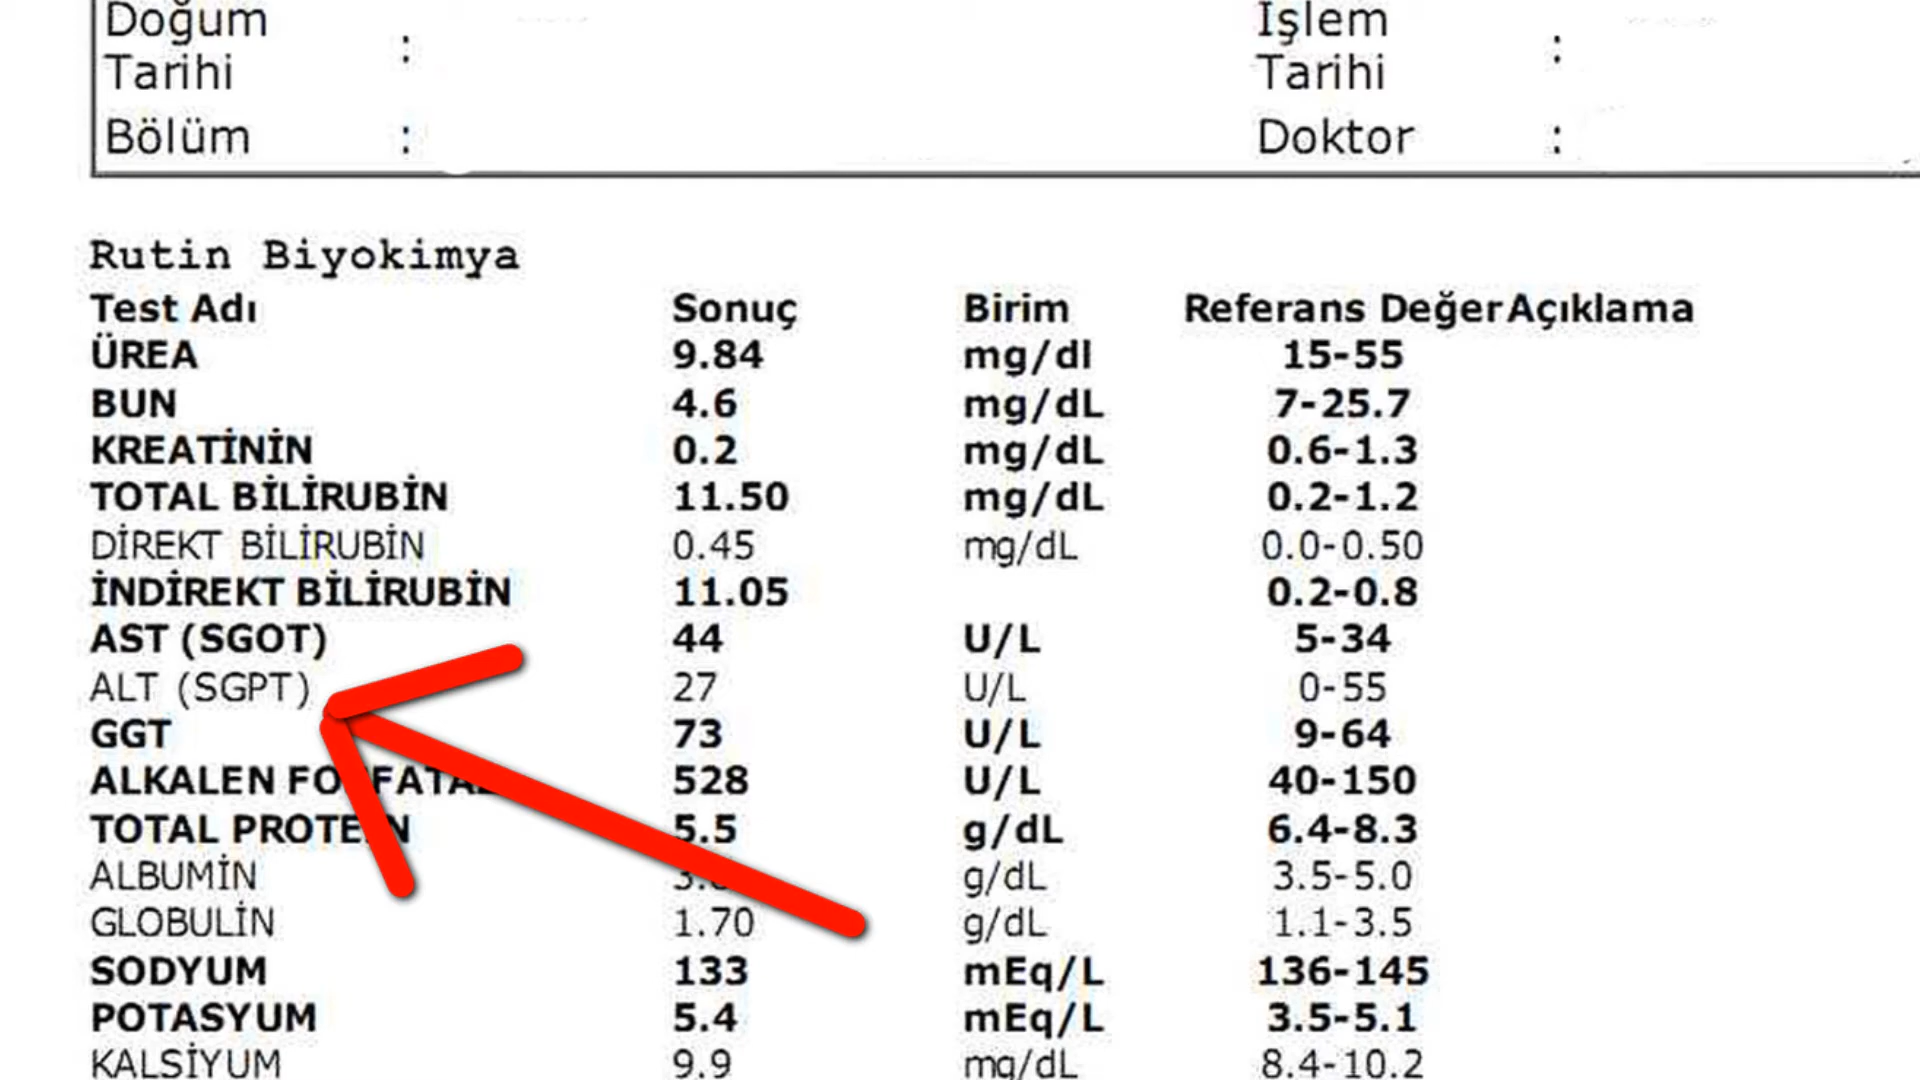 Doğum Tarihi :
İşlem Tarihi :
Bölüm :
Doktor :
Rutin Biyokimya
Test Adı Sonuç Birim Referans Değer Açıklama
ÜREA 9.84 mg/dl 15-55
BUN 4.6 mg/dL 7-25.7
KREATİNİN 0.2 mg/dL 0.6-1.3
TOTAL BİLİRUBİN 11.50 mg/dL 0.2-1.2
DİREKT BİLİRUBİN 0.45 mg/dL 0.0-0.50
İNDİREKT BİLİRUBİN 11.05 0.2-0.8
AST (SGOT) 44 U/L 5-34
ALT (SGPT) 27 U/L 0-55
GGT 73 U/L 9-64
ALKALEN 528 U/L 40-150
TOTAL PROTEİN 5.5 g/dL 6.4-8.3
ALBUMİN g/dL 3.5-5.0
GLOBULİN 1.70 g/dL 1.1-3.5
SODYUM 133 mEq/L 136-145
POTASYUM 5.4 mEq/L 3.5-5.1
KALSİYUM 9.9 mg/dL 8.4-10.2